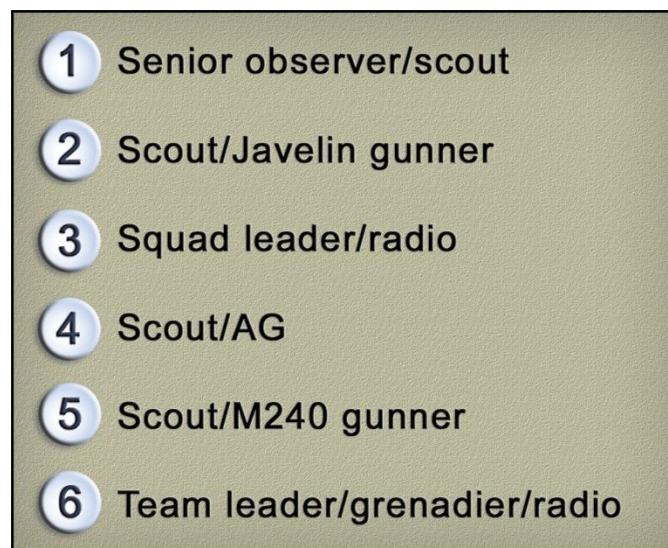 1 Senior observer/scout
2 Scout/Javelin gunner
3 Squad leader/radio
4 Scout/AG
5 Scout/M240 gunner
6 Team leader/grenadier/radio